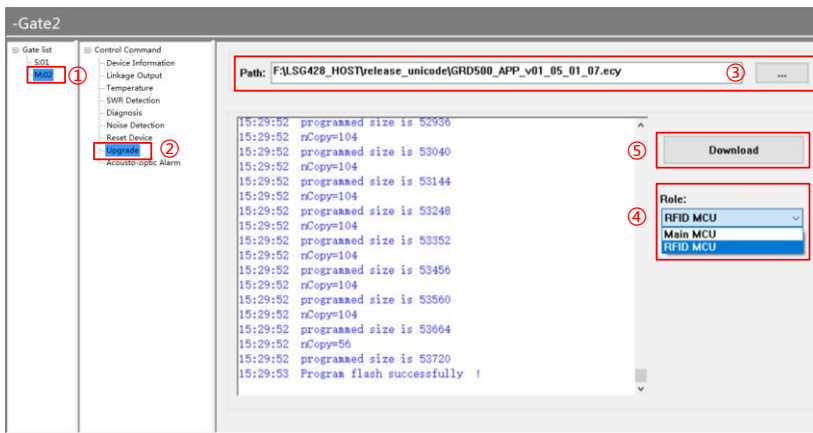 -Gate2
Gate list
S:01
M:02
①
Control Command
Device Information
Linkage Output
Temperature
SWR Detection
Diagnosis
Noise Detection
Reset Device
Upgrade
②
Acousto-optic Alarm
Path: F:\LSG428_HOST\release_unicode\GRD500_APP_v01_05_01_07.ecy
③
...
15:29:52 programmed size is 52936
15:29:52 nCopy=104
15:29:52 programmed size is 53040
15:29:52 nCopy=104
15:29:52 programmed size is 53144
15:29:52 nCopy=104
15:29:52 programmed size is 53248
15:29:52 nCopy=104
15:29:52 programmed size is 53352
15:29:52 nCopy=104
15:29:52 programmed size is 53456
15:29:52 nCopy=104
15:29:52 programmed size is 53560
15:29:52 nCopy=104
15:29:52 programmed size is 53664
15:29:52 nCopy=56
15:29:52 programmed size is 53720
15:29:53 Program flash successfully !
⑤
Download
④
Role:
RFID MCU
Main MCU
RFID MCU